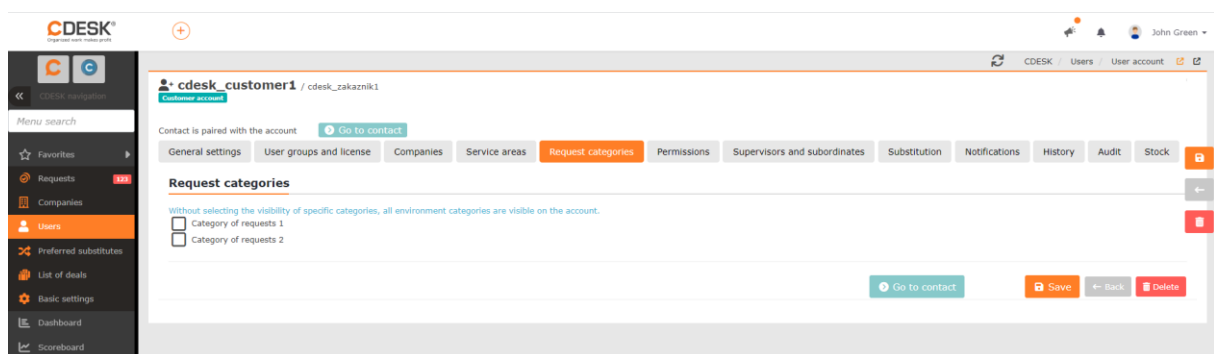 CDESK®
Organized work makes profit
John Green
CDESK / Users / User account
CDESK navigation
Menu search
Favorites
Requests 123
Companies
Users
Preferred substitutes
List of deals
Basic settings
Dashboard
Scoreboard
cdesk_customer1 / cdesk_zakaznik1
Customer account
Contact is paired with the account Go to contact
General settings User groups and license Companies Service areas Request categories Permissions Supervisors and subordinates Substitution Notifications History Audit Stock
Request categories
Without selecting the visibility of specific categories, all environment categories are visible on the account.
Category of requests 1
Category of requests 2
Go to contact Save Back Delete